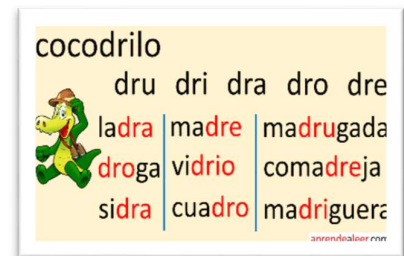 cocodrilo
dru dri dra dro dre
ladra madre madrugada
droga vidrio comadreja
sidra cuadro madriguera
aprendealeer.com